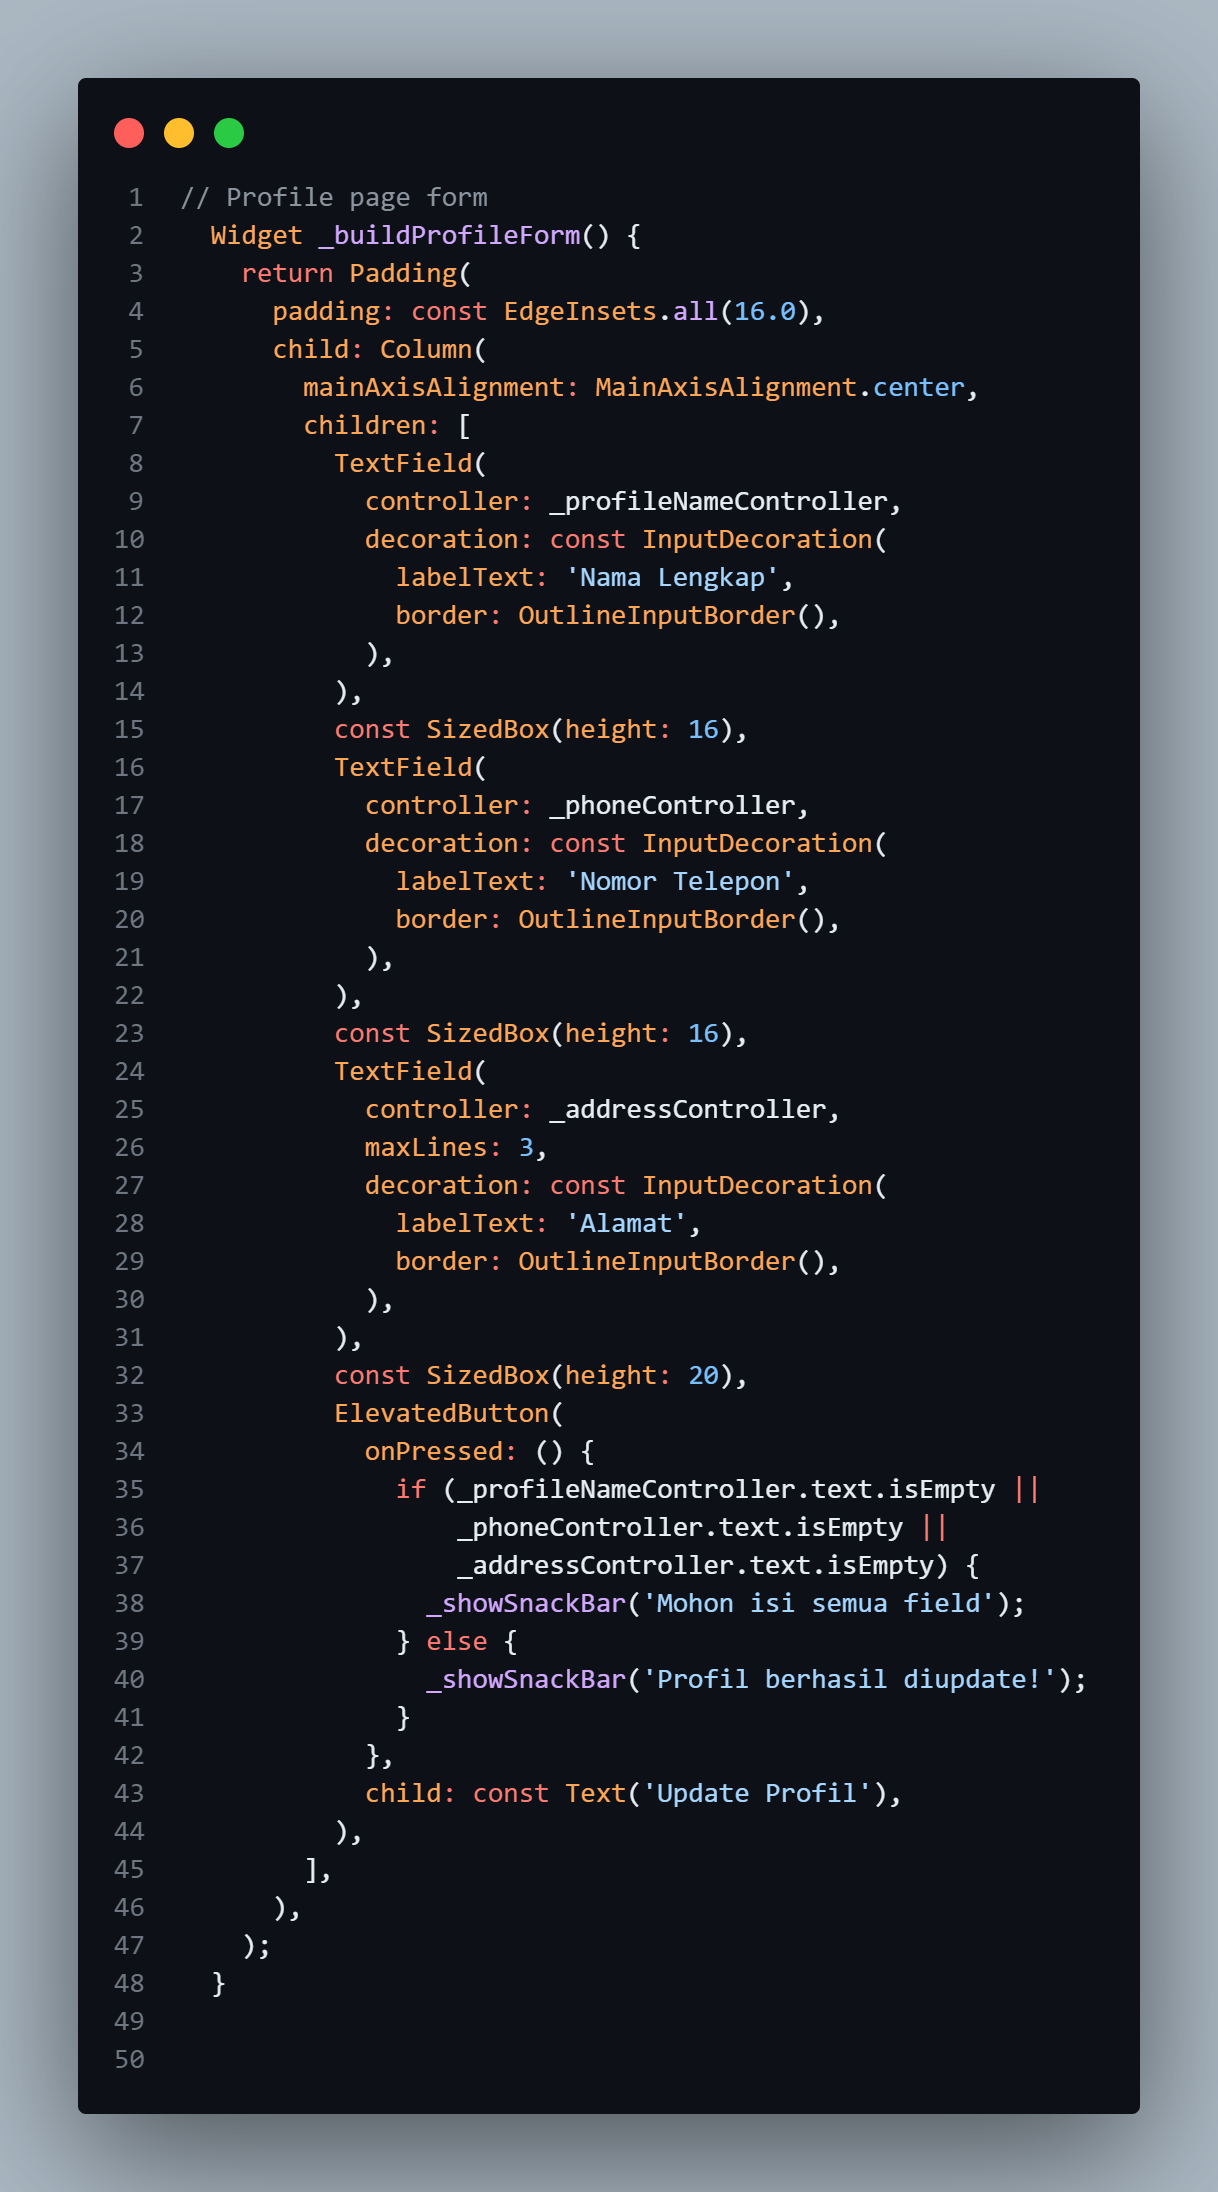 1 // Profile page form
2   Widget _buildProfileForm() {
3     return Padding(
4       padding: const EdgeInsets.all(16.0),
5       child: Column(
6         mainAxisAlignment: MainAxisAlignment.center,
7         children: [
8           TextField(
9             controller: _profileNameController,
10             decoration: const InputDecoration(
11               labelText: 'Nama Lengkap',
12               border: OutlineInputBorder(),
13             ),
14           ),
15           const SizedBox(height: 16),
16           TextField(
17             controller: _phoneController,
18             decoration: const InputDecoration(
19               labelText: 'Nomor Telepon',
20               border: OutlineInputBorder(),
21             ),
22           ),
23           const SizedBox(height: 16),
24           TextField(
25             controller: _addressController,
26             maxLines: 3,
27             decoration: const InputDecoration(
28               labelText: 'Alamat',
29               border: OutlineInputBorder(),
30             ),
31           ),
32           const SizedBox(height: 20),
33           ElevatedButton(
34             onPressed: () {
35               if (_profileNameController.text.isEmpty ||
36                   _phoneController.text.isEmpty ||
37                   _addressController.text.isEmpty) {
38                 _showSnackBar('Mohon isi semua field');
39               } else {
40                 _showSnackBar('Profil berhasil diupdate!');
41               }
42             },
43             child: const Text('Update Profil'),
44           ),
45         ],
46       ),
47     );
48   }
49
50